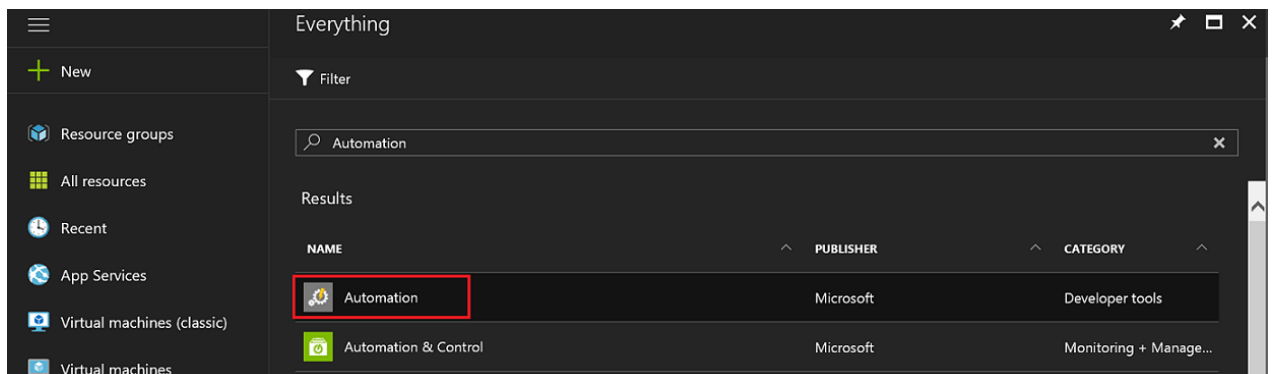 Everything
New
Filter
Resource groups
Automation
All resources
Results
Recent
NAME PUBLISHER CATEGORY
App Services
Automation Microsoft Developer tools
Virtual machines (classic)
Automation & Control Microsoft Monitoring + Manage...
Virtual machines